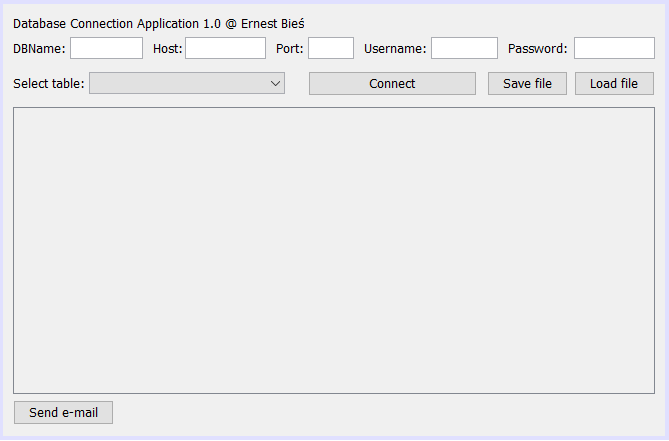 Database Connection Application 1.0 @ Ernest Bieś
DBName: Host: Port: Username: Password:
Select table: Connect Save file Load file
Send e-mail